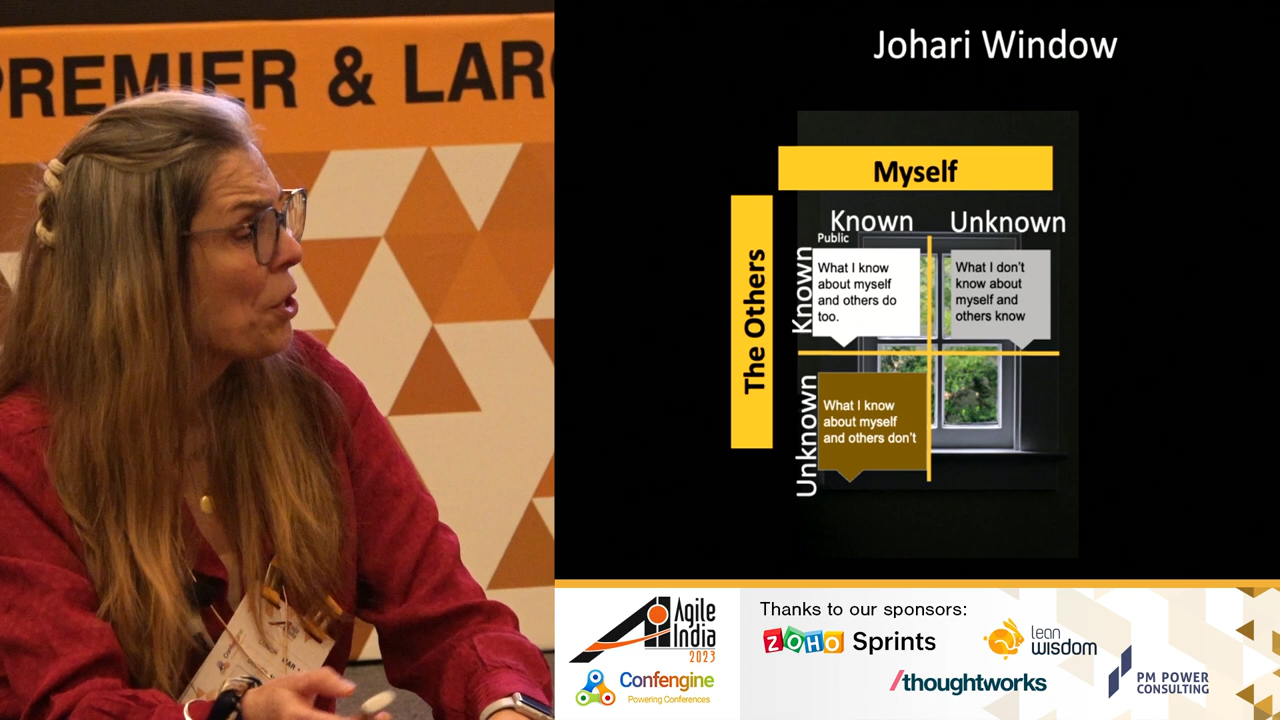 PREMIER & LARG
Johari Window
Myself
Known
Unknown
The Others
Known
Unknown
Public
What I know
about myself
and others do
too.
What I don't
know about
myself and
others know
What I know
about myself
and others don't
Agile
India
2023
Confengine
Powering Conferences
Thanks to our sponsors:
ZOHO Sprints
lean
wisdom
/thoughtworks
PM POWER
CONSULTING